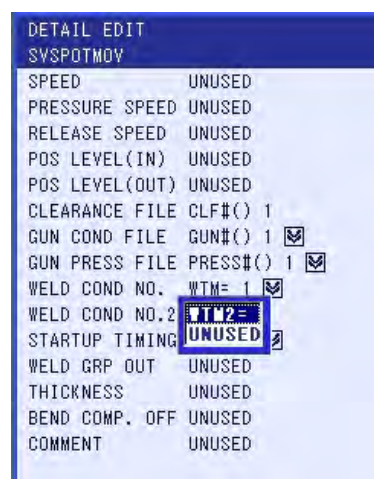 DETAIL EDIT
SVSPOTMOV
SPEED UNUSED
PRESSURE SPEED UNUSED
RELEASE SPEED UNUSED
POS LEVEL(IN) UNUSED
POS LEVEL(OUT) UNUSED
CLEARANCE FILE CLF#() 1
GUN COND FILE GUN#() 1
GUN PRESS FILE PRESS#() 1
WELD COND NO. WTM= 1
WELD COND NO.2 WTM2=
STARTUP TIMING UNUSED
WELD GRP OUT UNUSED
THICKNESS UNUSED
BEND COMP. OFF UNUSED
COMMENT UNUSED